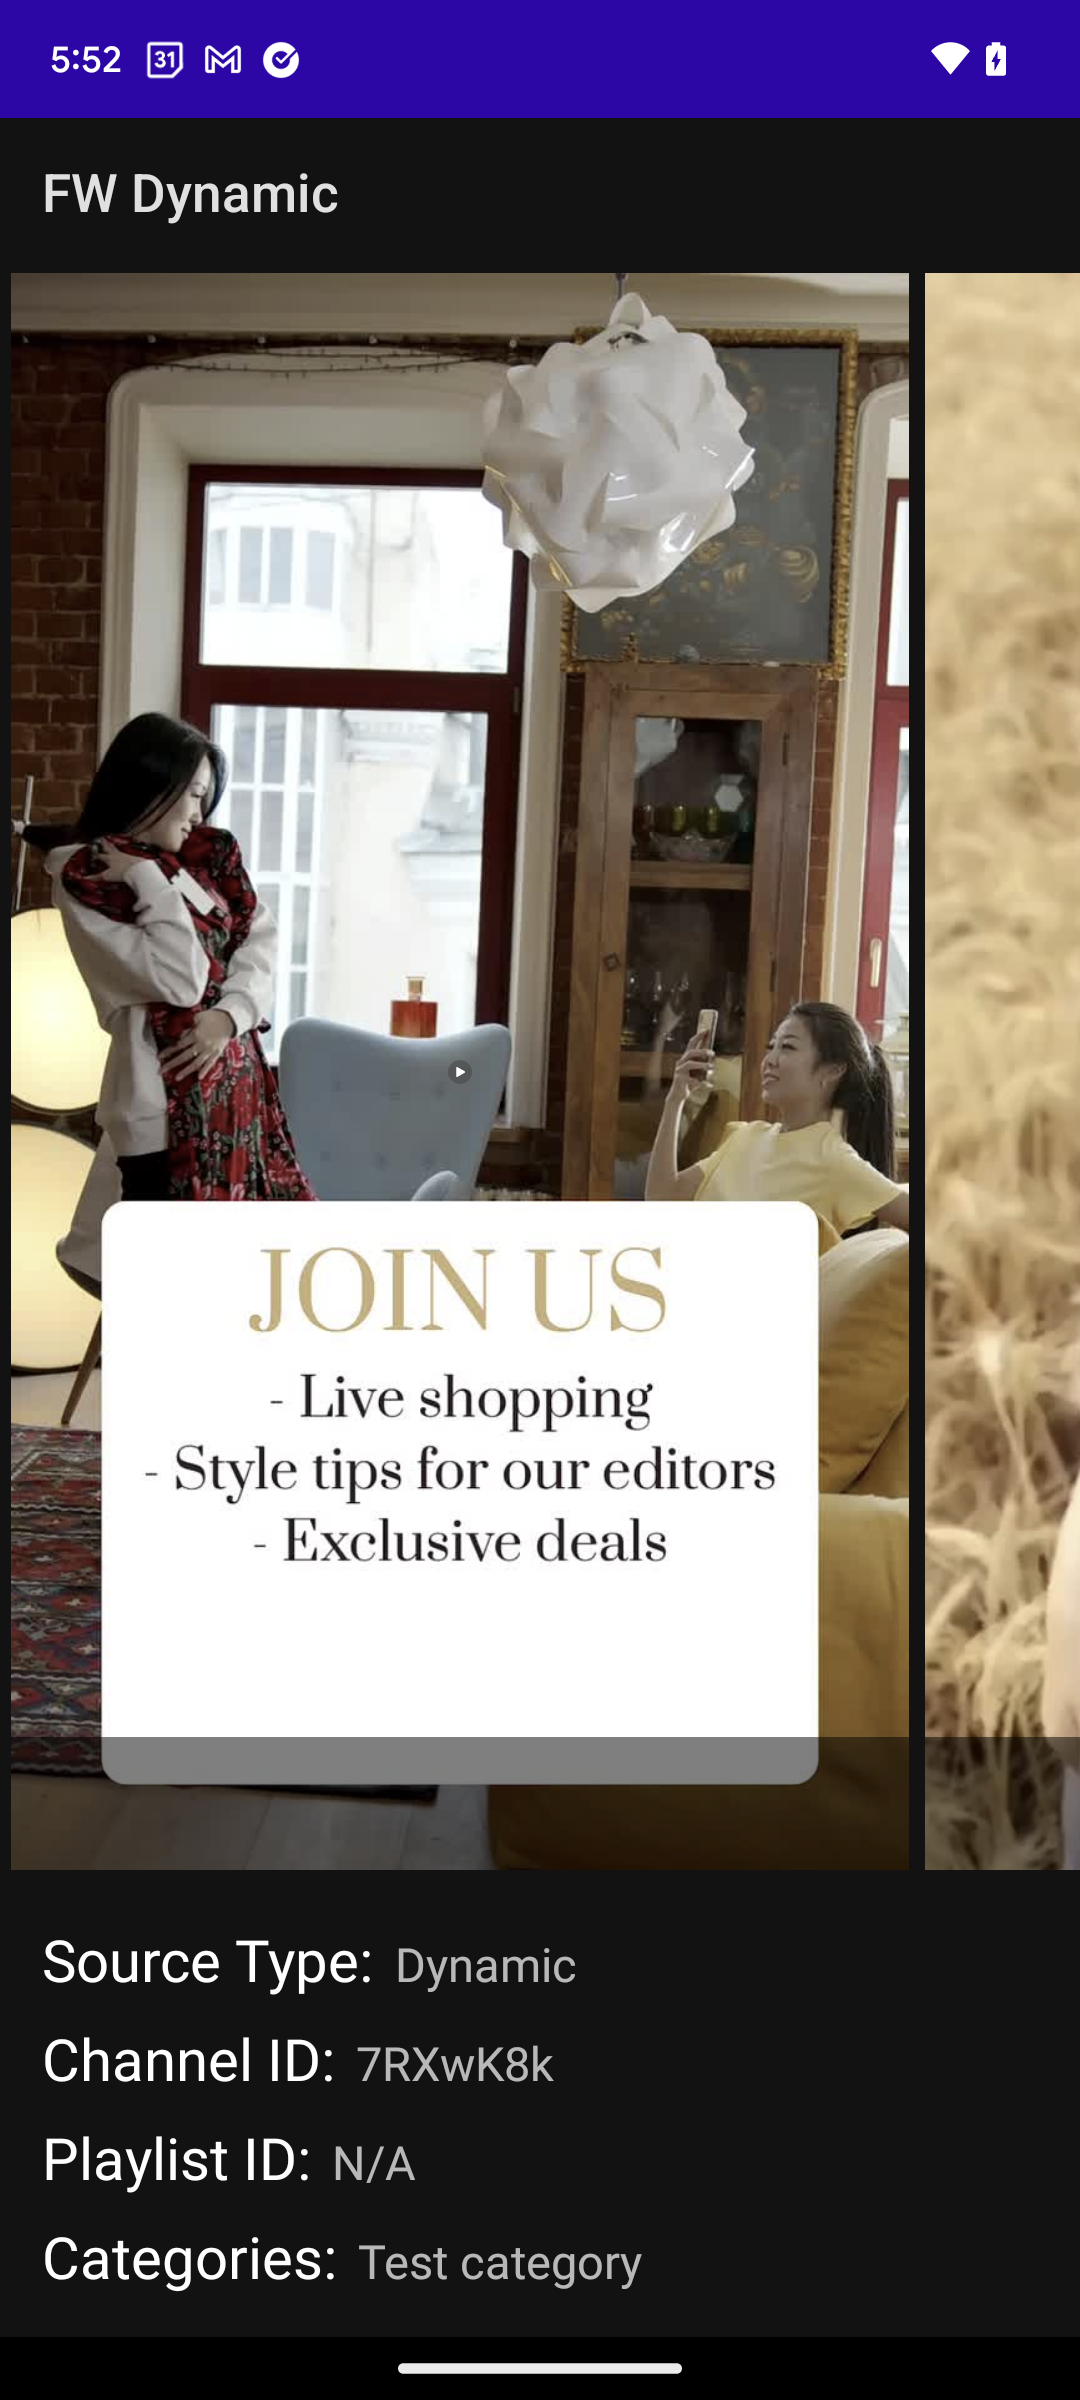 5:52 31
FW Dynamic
JOIN US
- Live shopping
- Style tips for our editors
- Exclusive deals
Source Type: Dynamic
Channel ID: 7RXwK8k
Playlist ID: N/A
Categories: Test category